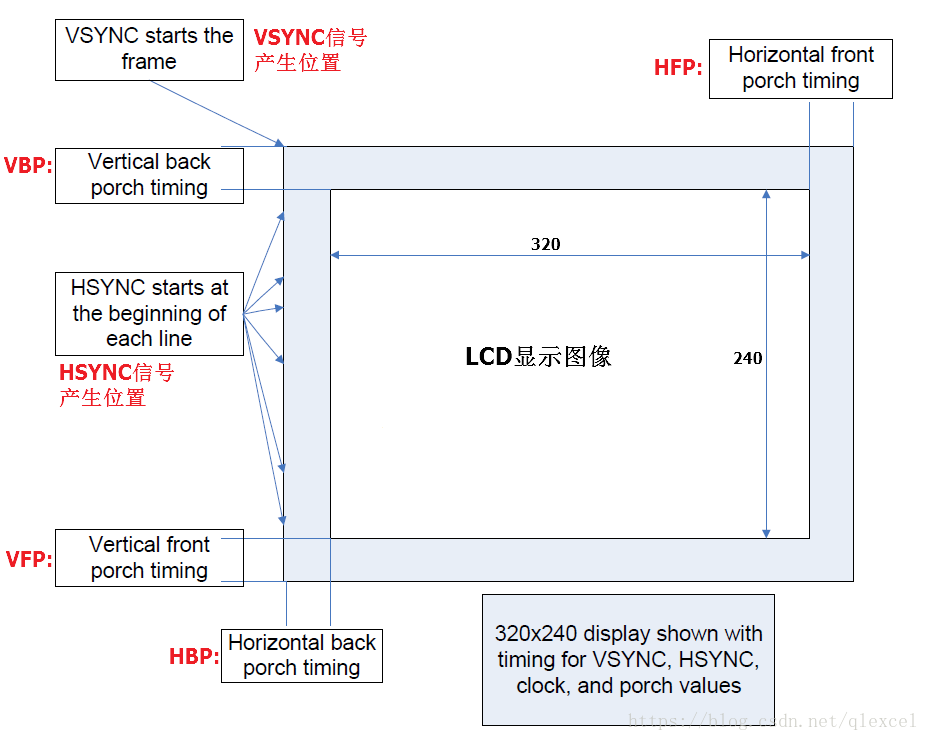 VSYNC starts the
frame
VSYNC信号
产生位置
HFP:
Horizontal front
porch timing
VBP:
Vertical back
porch timing
320
HSYNC starts at
the beginning of
each line
LCD显示图像
240
HSYNC信号
产生位置
VFP:
Vertical front
porch timing
HBP:
Horizontal back
porch timing
320x240 display shown with
timing for VSYNC, HSYNC,
clock, and porch values
https://blog.csdn.net/qlexcel